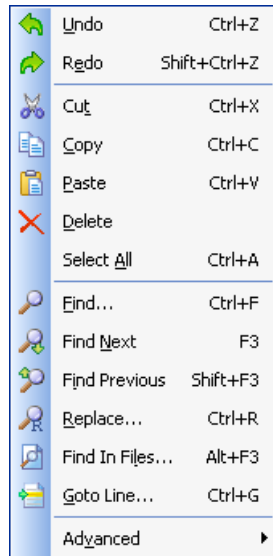 Undo Ctrl+Z
Redo Shift+Ctrl+Z
Cut Ctrl+X
Copy Ctrl+C
Paste Ctrl+V
Delete
Select All Ctrl+A
Find... Ctrl+F
Find Next F3
Find Previous Shift+F3
Replace... Ctrl+R
Find In Files... Alt+F3
Goto Line... Ctrl+G
Advanced